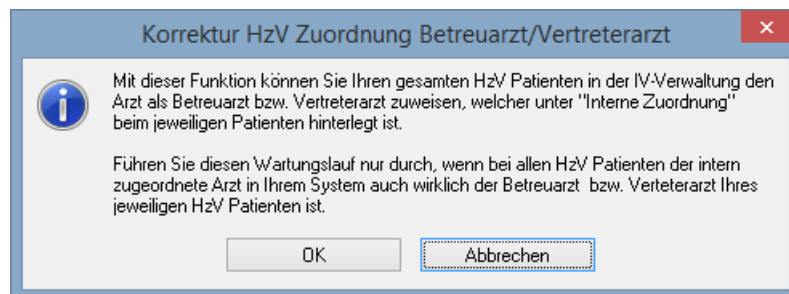 Korrektur HzV Zuordnung Betreuarzt/Vertreterarzt
Mit dieser Funktion können Sie Ihren gesamten HzV Patienten in der IV-Verwaltung den
Arzt als Betreuarzt bzw. Vertreterarzt zuweisen, welcher unter "Interne Zuordnung"
beim jeweiligen Patienten hinterlegt ist.
Führen Sie diesen Wartungslauf nur durch, wenn bei allen HzV Patienten der intern
zugeordnete Arzt in Ihrem System auch wirklich der Betreuarzt bzw. Verteterarzt Ihres
jeweiligen HzV Patienten ist.
OK
Abbrechen